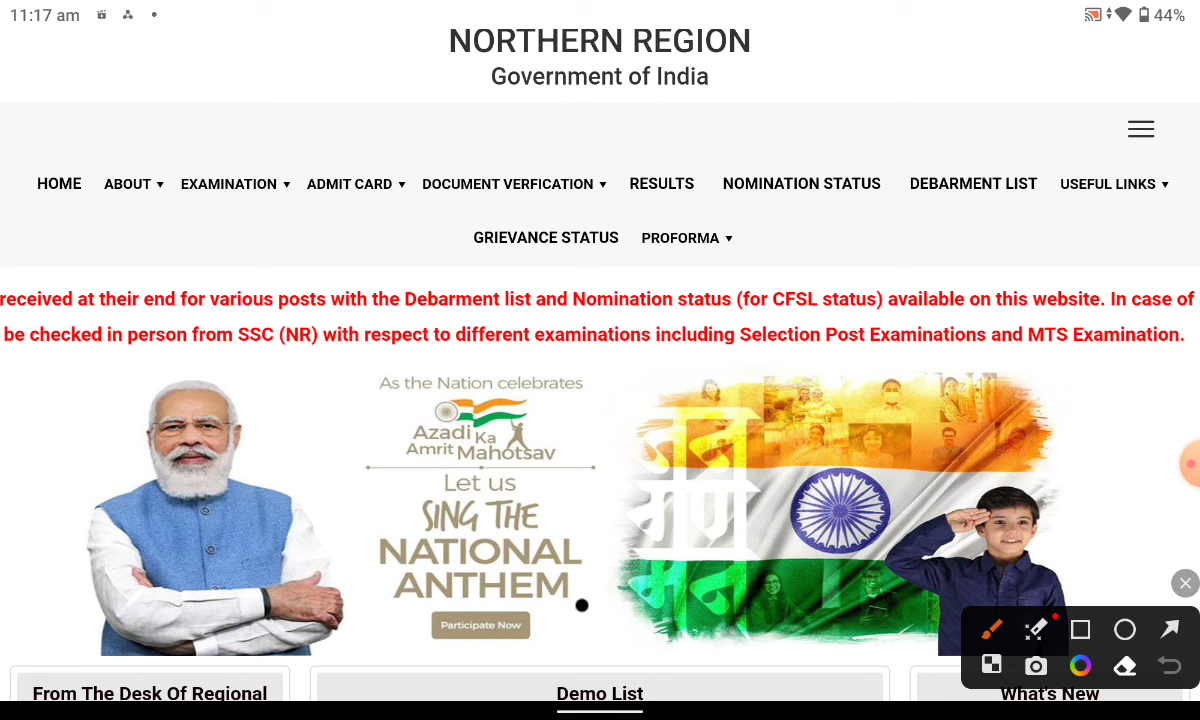 11:17 am
44%
NORTHERN REGION
Government of India
HOME ABOUT ▼ EXAMINATION ▼ ADMIT CARD ▼ DOCUMENT VERFICATION ▼ RESULTS NOMINATION STATUS DEBARMENT LIST USEFUL LINKS ▼
GRIEVANCE STATUS PROFORMA ▼
received at their end for various posts with the Debarment list and Nomination status (for CFSL status) available on this website. In case of
be checked in person from SSC (NR) with respect to different examinations including Selection Post Examinations and MTS Examination.
As the Nation celebrates
Azadi Ka
Amrit Mahotsav
Let us
SING THE
NATIONAL
ANTHEM
Participate Now
जन
गण
मन
From The Desk Of Regional
Demo List
What's New